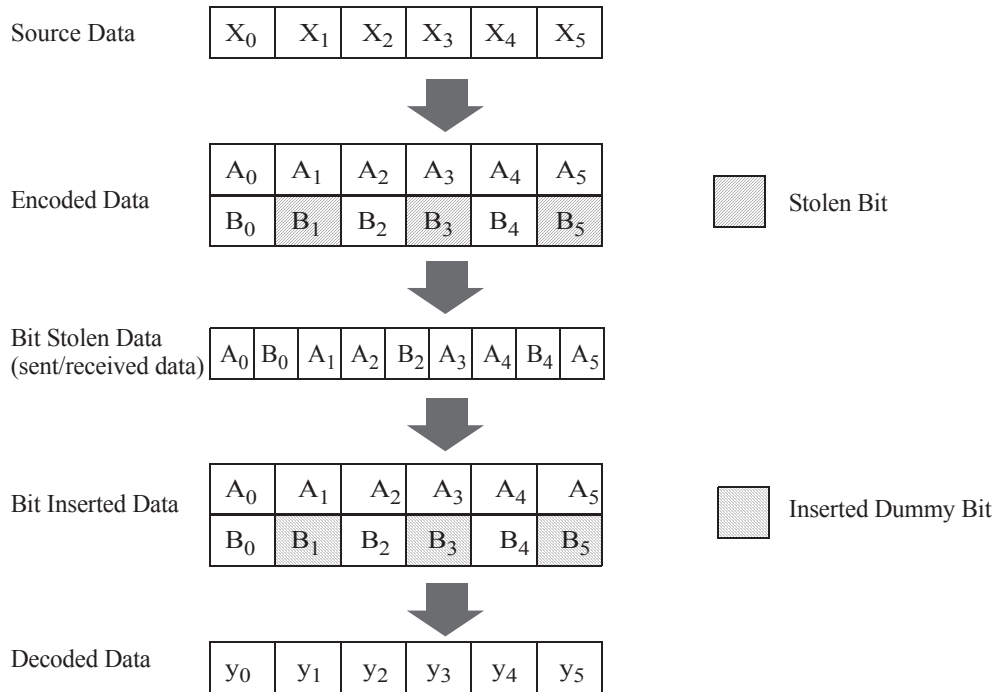 Source Data X₀ X₁ X₂ X₃ X₄ X₅
A₀ A₁ A₂ A₃ A₄ A₅
Encoded Data
B₀ B₁ B₂ B₃ B₄ B₅
Stolen Bit
Bit Stolen Data
(sent/received data)
A₀ B₀ A₁ A₂ B₂ A₃ A₄ B₄ A₅
A₀ A₁ A₂ A₃ A₄ A₅
Bit Inserted Data
B₀ B₁ B₂ B₃ B₄ B₅
Inserted Dummy Bit
Decoded Data y₀ y₁ y₂ y₃ y₄ y₅